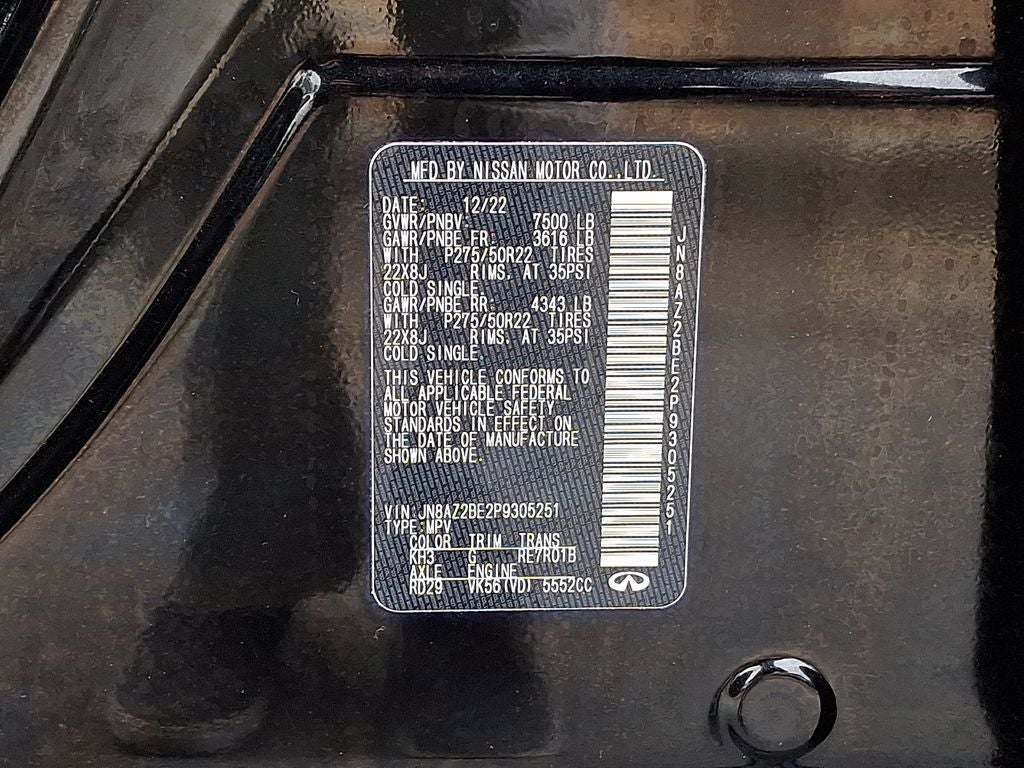 MFD BY NISSAN MOTOR CO.,LTD
DATE: 12/22
GVWR/PNBV: 7500 LB
GAWR/PNBE FR: 3616 LB
WITH P275/50R22 TIRES
22X8J RIMS. AT 35PSI
COLD SINGLE.
GAWR/PNBE RR: 4343 LB
WITH P275/50R22 TIRES
22X8J RIMS. AT 35PSI
COLD SINGLE.
THIS VEHICLE CONFORMS TO
ALL APPLICABLE FEDERAL
MOTOR VEHICLE SAFETY
STANDARDS IN EFFECT ON
THE DATE OF MANUFACTURE
SHOWN ABOVE.
VIN:JN8AZ2BE2P9305251
TYPE:MPV
COLOR TRIM TRANS
KH3 G RE7R01B
AXLE ENGINE
RD29 VK56(VD) 5552CC
JN8AZ2BE2P9305251